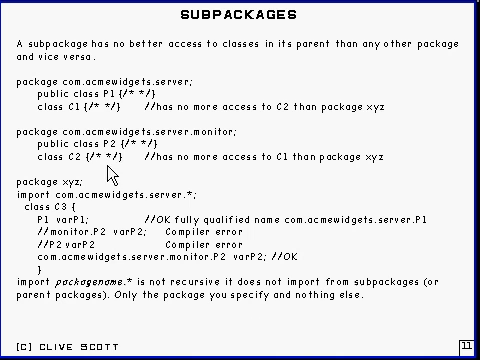 SUBPACKAGES
A subpackage has no better access to classes in its parent than any other package
and vice versa.
package com.acmewidgets.server;
public class P1 {/* */}
class C1 {/* */} //has no more access to C2 than package xyz
package com.acmewidgets.server.monitor;
public class P2 {/* */}
class C2 {/* */} //has no more access to C1 than package xyz
package xyz;
import com.acmewidgets.server.*;
class C3 {
P1 varP1; //OK fully qualified name com.acmewidgets.server.P1
//monitor.P2 varP2; Compiler error
//P2 varP2 Compiler error
com.acmewidgets.server.monitor.P2 varP2; //OK
}
import packagename.* is not recursive it does not import from subpackages (or
parent packages). Only the package you specify and nothing else.
[C] CLIVE SCOTT
11